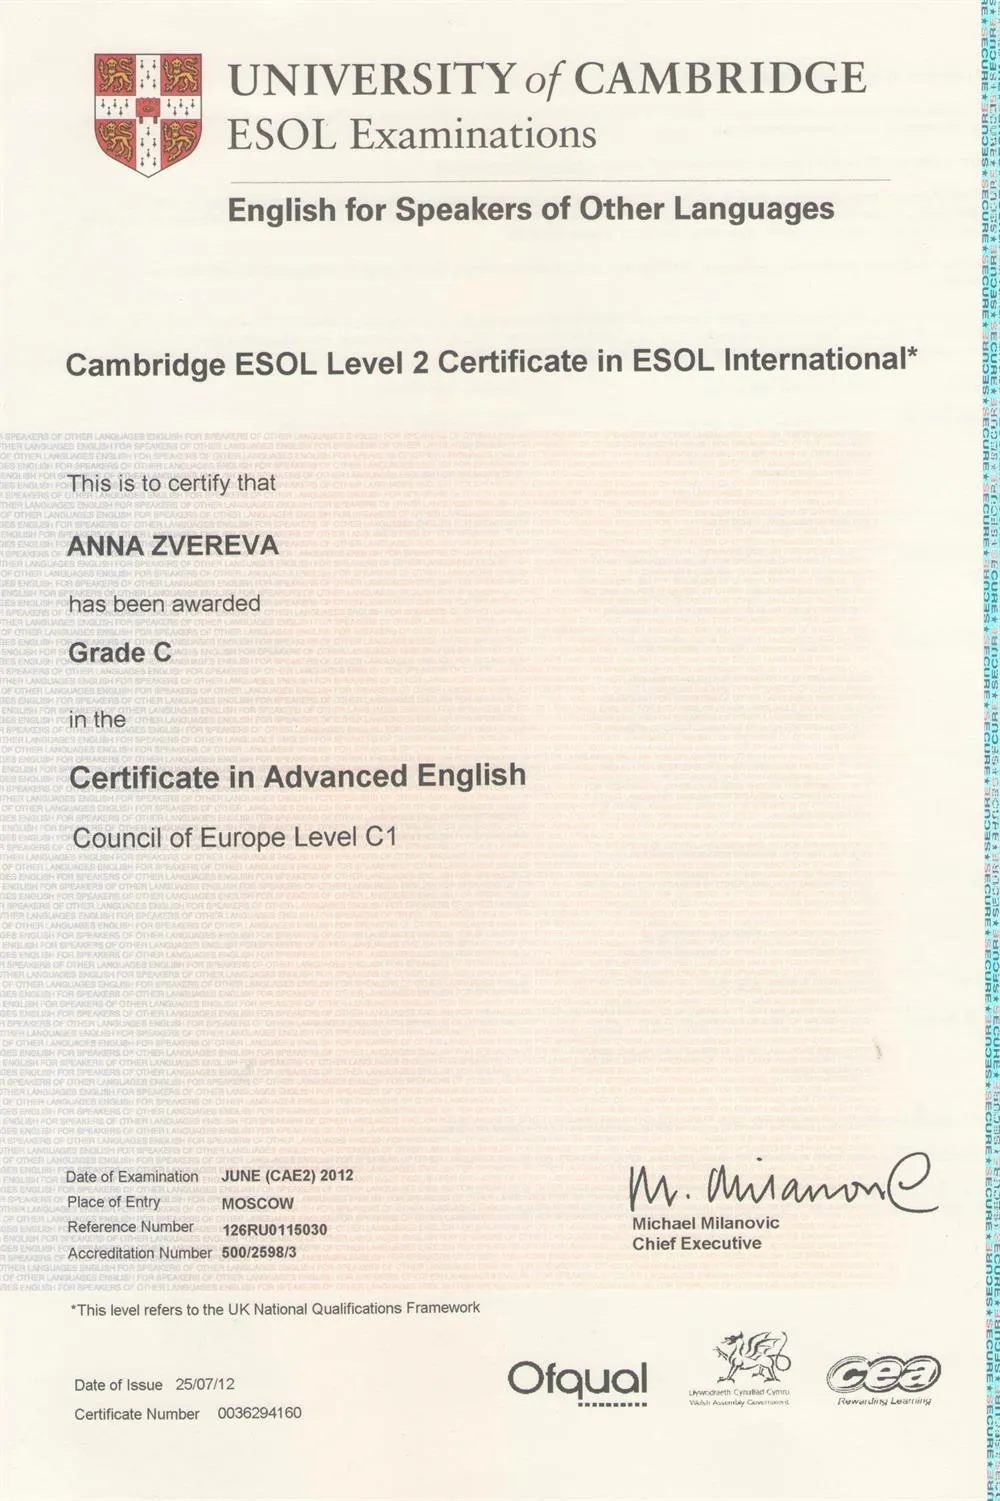 UNIVERSITY of CAMBRIDGE
ESOL Examinations
English for Speakers of Other Languages
Cambridge ESOL Level 2 Certificate in ESOL International*
This is to certify that
ANNA ZVEREVA
has been awarded
Grade C
in the
Certificate in Advanced English
Council of Europe Level C1
Date of Examination JUNE (CAE2) 2012
Place of Entry MOSCOW
Reference Number 126RU0115030
Accreditation Number 500/2598/3
M. Milanovic
Michael Milanovic
Chief Executive
*This level refers to the UK National Qualifications Framework
Date of Issue 25/07/12
Certificate Number 0036294160
Ofqual
Llywodraeth Cynulliad Cymru
Welsh Assembly Government
cea
Rewarding Learning
SECURE★SECURE★SECURE